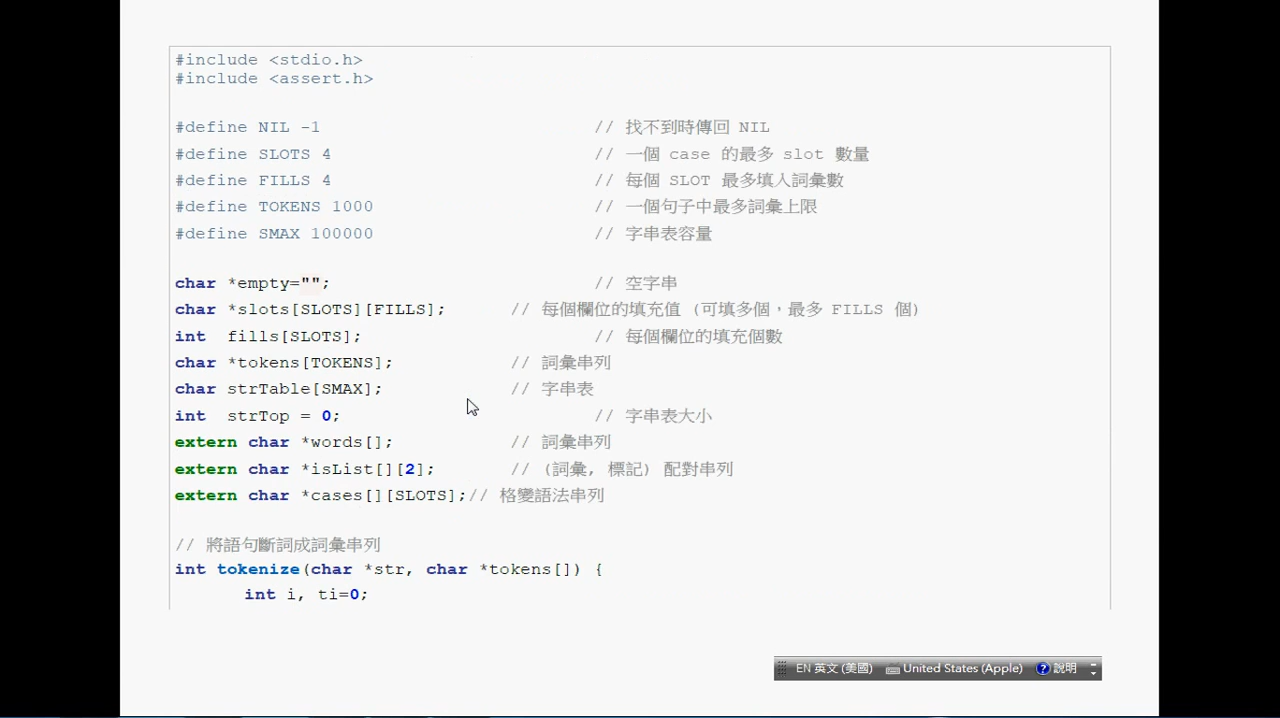 #include <stdio.h>
#include <assert.h>
#define NIL -1 // 找不到時傳回 NIL
#define SLOTS 4 // 一個 case 的最多 slot 數量
#define FILLS 4 // 每個 SLOT 最多填入詞彙數
#define TOKENS 1000 // 一個句子中最多詞彙上限
#define SMAX 100000 // 字串表容量
char *empty=""; // 空字串
char *slots[SLOTS][FILLS]; // 每個欄位的填充值 (可填多個，最多 FILLS 個)
int fills[SLOTS]; // 每個欄位的填充個數
char *tokens[TOKENS]; // 詞彙串列
char strTable[SMAX]; // 字串表
int strTop = 0; // 字串表大小
extern char *words[]; // 詞彙串列
extern char *isList[][2]; // (詞彙, 標記) 配對串列
extern char *cases[][SLOTS];// 格變語法串列
// 將語句斷詞成詞彙串列
int tokenize(char *str, char *tokens[]) {
int i, ti=0;
EN 英文 (美國) United States (Apple) ? 說明